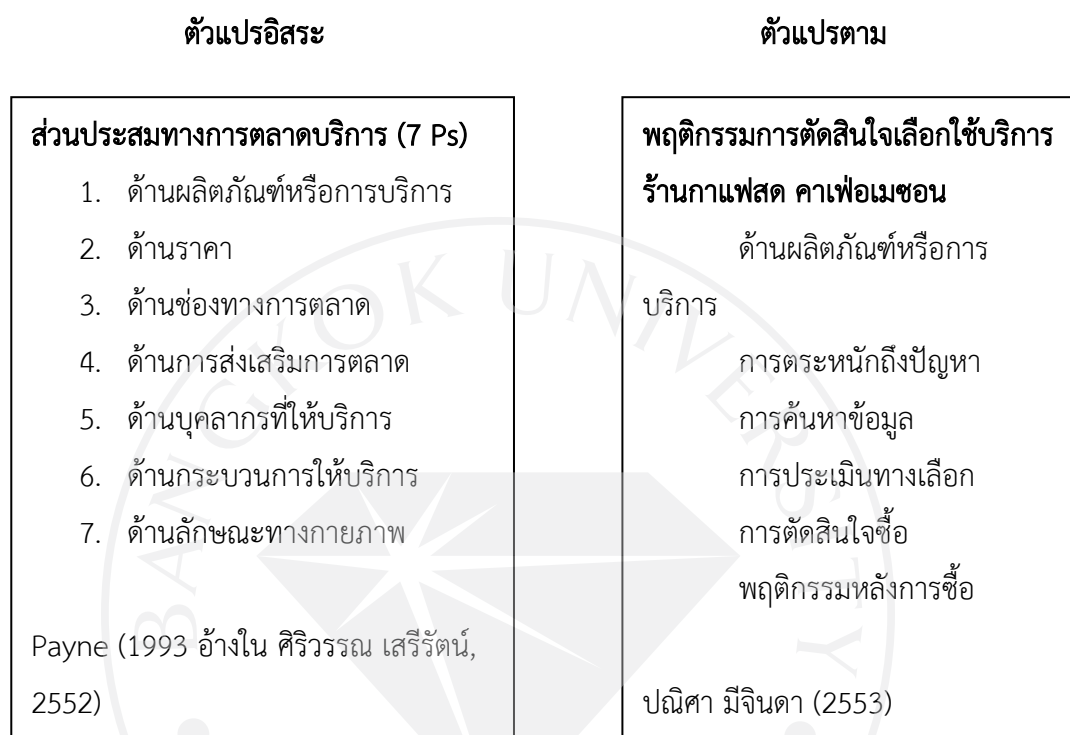 ตัวแปรอิสระ
ตัวแปรตาม
ส่วนประสมทางการตลาดบริการ (7 Ps)
1. ด้านผลิตภัณฑ์หรือการบริการ
2. ด้านราคา
3. ด้านช่องทางการตลาด
4. ด้านการส่งเสริมการตลาด
5. ด้านบุคลากรที่ให้บริการ
6. ด้านกระบวนการให้บริการ
7. ด้านลักษณะทางกายภาพ
Payne (1993 อ้างใน ศิริวรรณ เสรีรัตน์,
2552)
พฤติกรรมการตัดสินใจเลือกใช้บริการ
ร้านกาแฟสด คาเฟ่อเมซอน
ด้านผลิตภัณฑ์หรือการ
บริการ
การตระหนักถึงปัญหา
การค้นหาข้อมูล
การประเมินทางเลือก
การตัดสินใจซื้อ
พฤติกรรมหลังการซื้อ
ปณิศา มีจินดา (2553)
BANGKOK UNIVERSITY